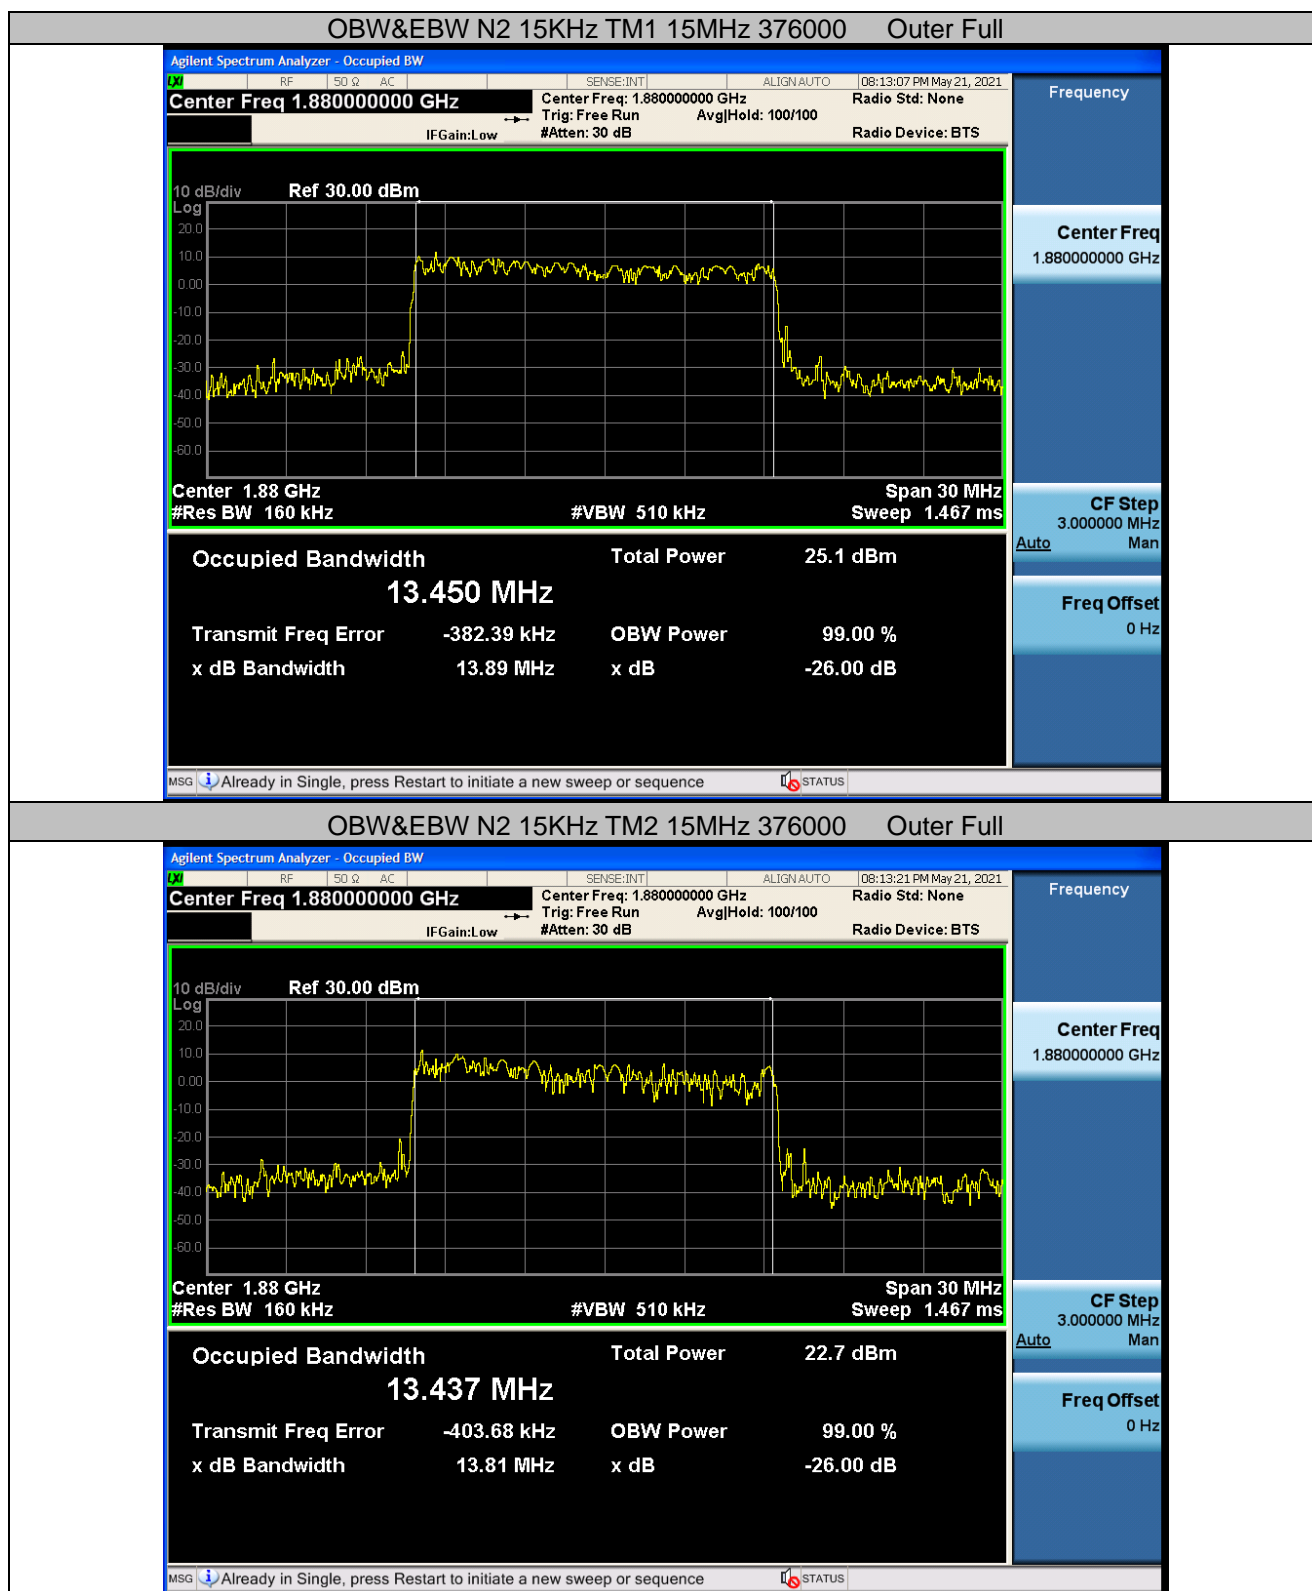 OBW&EBW N2 15KHz TM1 15MHz 376000 Outer Full
Agilent Spectrum Analyzer - Occupied BW
LXI RF 50 Ω AC SENSE:INT ALIGN AUTO 08:13:07 PM May 21, 2021
Center Freq 1.880000000 GHz Center Freq: 1.880000000 GHz Radio Std: None Frequency
Trig: Free Run Avg|Hold: 100/100
IFGain:Low #Atten: 30 dB Radio Device: BTS
10 dB/div Ref 30.00 dBm
Log
20.0
10.0
0.00
-10.0
-20.0
-30.0
-40.0
-50.0
-60.0
Center Freq
1.880000000 GHz
Center 1.88 GHz Span 30 MHz
#Res BW 160 kHz #VBW 510 kHz Sweep 1.467 ms
CF Step
3.000000 MHz
Auto Man
Occupied Bandwidth Total Power 25.1 dBm
13.450 MHz
Freq Offset
0 Hz
Transmit Freq Error -382.39 kHz OBW Power 99.00 %
x dB Bandwidth 13.89 MHz x dB -26.00 dB
MSG Already in Single, press Restart to initiate a new sweep or sequence STATUS
OBW&EBW N2 15KHz TM2 15MHz 376000 Outer Full
Agilent Spectrum Analyzer - Occupied BW
LXI RF 50 Ω AC SENSE:INT ALIGN AUTO 08:13:21 PM May 21, 2021
Center Freq 1.880000000 GHz Center Freq: 1.880000000 GHz Radio Std: None Frequency
Trig: Free Run Avg|Hold: 100/100
IFGain:Low #Atten: 30 dB Radio Device: BTS
10 dB/div Ref 30.00 dBm
Log
20.0
10.0
0.00
-10.0
-20.0
-30.0
-40.0
-50.0
-60.0
Center Freq
1.880000000 GHz
Center 1.88 GHz Span 30 MHz
#Res BW 160 kHz #VBW 510 kHz Sweep 1.467 ms
CF Step
3.000000 MHz
Auto Man
Occupied Bandwidth Total Power 22.7 dBm
13.437 MHz
Freq Offset
0 Hz
Transmit Freq Error -403.68 kHz OBW Power 99.00 %
x dB Bandwidth 13.81 MHz x dB -26.00 dB
MSG Already in Single, press Restart to initiate a new sweep or sequence STATUS